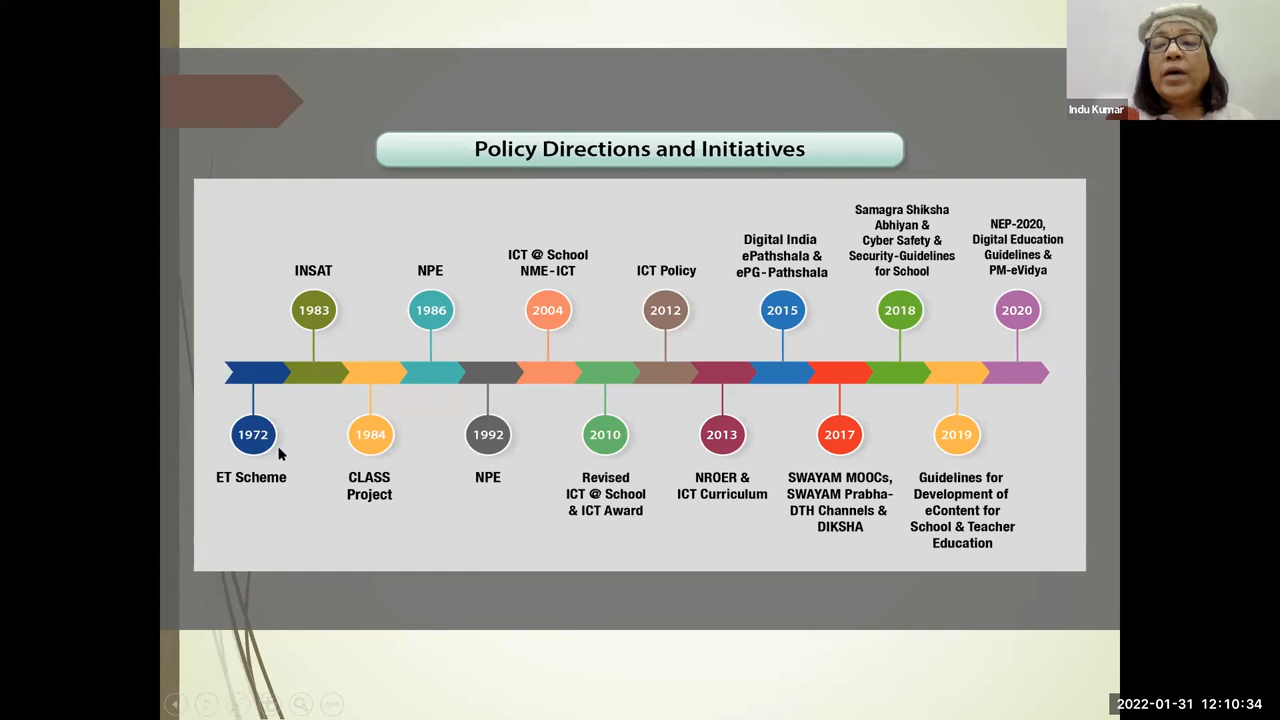 Indu Kumar
Policy Directions and Initiatives
INSAT
1983
NPE
1986
ICT @ School
NME-ICT
2004
ICT Policy
2012
Digital India
ePathshala &
ePG-Pathshala
2015
Samagra Shiksha
Abhiyan &
Cyber Safety &
Security-Guidelines
for School
2018
NEP-2020,
Digital Education
Guidelines &
PM-eVidya
2020
1972
ET Scheme
1984
CLASS
Project
1992
NPE
2010
Revised
ICT @ School
& ICT Award
2013
NROER &
ICT Curriculum
2017
SWAYAM MOOCs,
SWAYAM Prabha-
DTH Channels &
DIKSHA
2019
Guidelines for
Development of
eContent for
School & Teacher
Education
2022-01-31 12:10:34